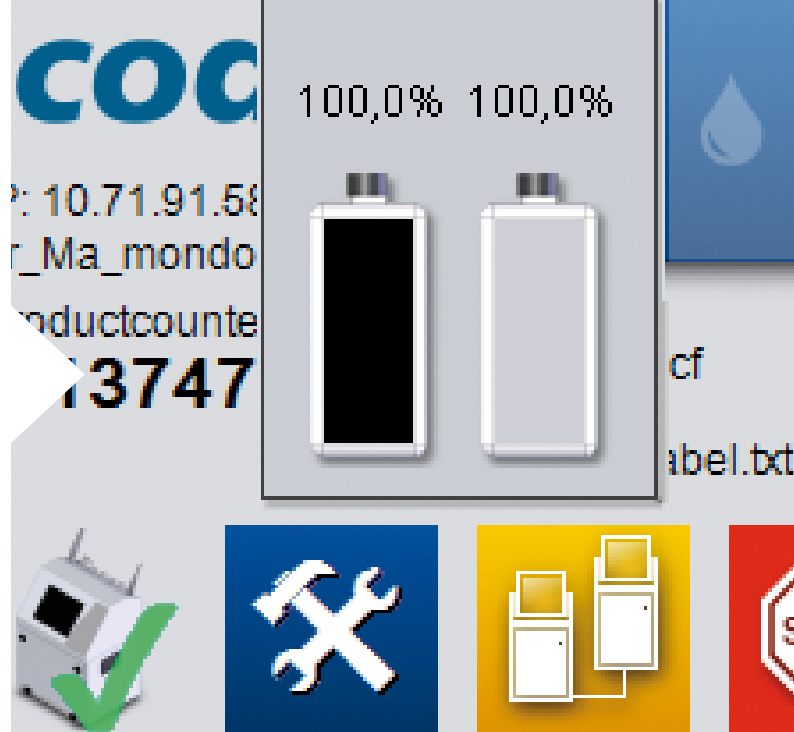 coc
100,0% 100,0%
P: 10.71.91.58
r_Ma_mondo
roductcounte
13747
cf
abel.txt
S